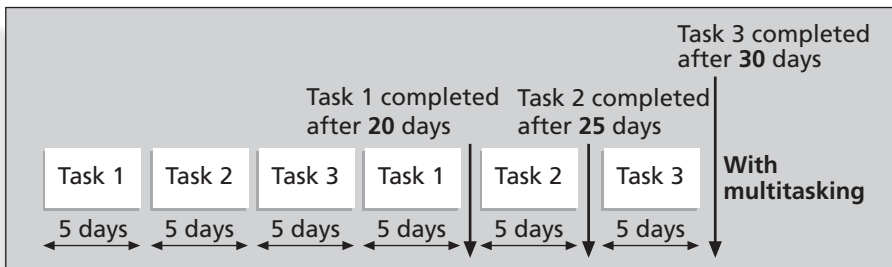 Task 3 completed
after 30 days
Task 1 completed
after 20 days
Task 2 completed
after 25 days
Task 1
Task 2
Task 3
Task 1
Task 2
Task 3
With
multitasking
5 days
5 days
5 days
5 days
5 days
5 days